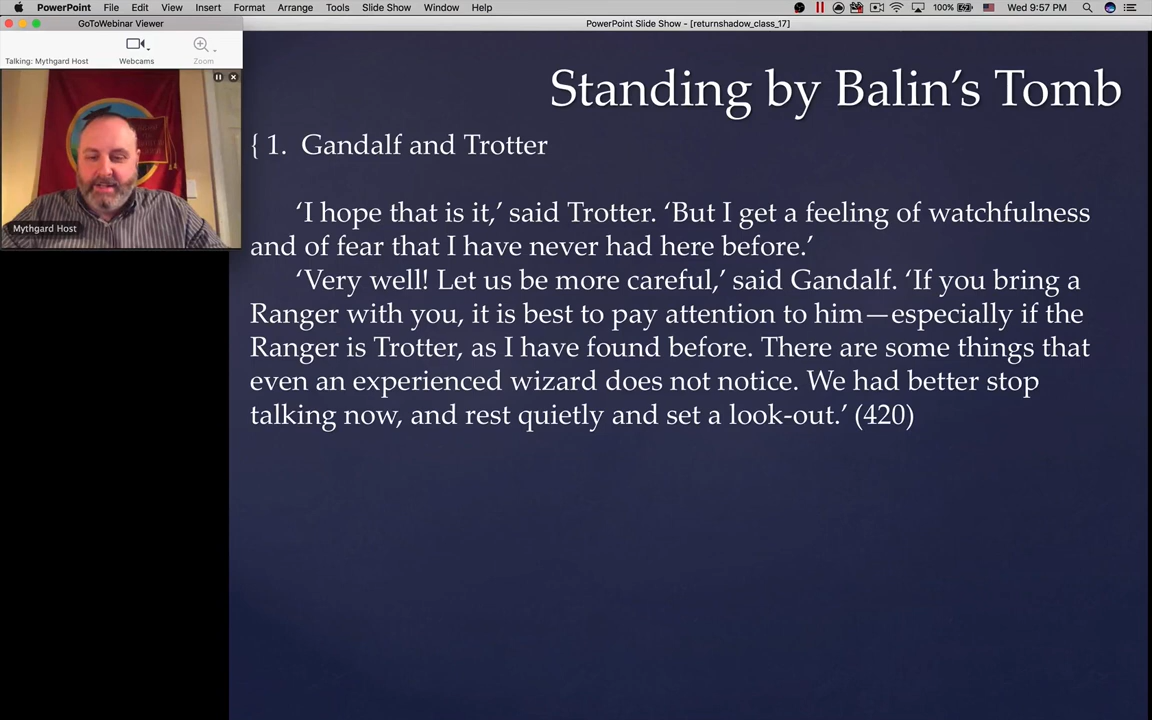 PowerPoint File Edit View Insert Format Arrange Tools Slide Show Window Help 100% Wed 9:57 PM
GoToWebinar Viewer
PowerPoint Slide Show - [returnshadow_class_17]
Talking: Mythgard Host Webcams Zoom
Mythgard Host
Standing by Balin’s Tomb
{ 1. Gandalf and Trotter
‘I hope that is it,’ said Trotter. ‘But I get a feeling of watchfulness
and of fear that I have never had here before.’
‘Very well! Let us be more careful,’ said Gandalf. ‘If you bring a
Ranger with you, it is best to pay attention to him—especially if the
Ranger is Trotter, as I have found before. There are some things that
even an experienced wizard does not notice. We had better stop
talking now, and rest quietly and set a look-out.’ (420)